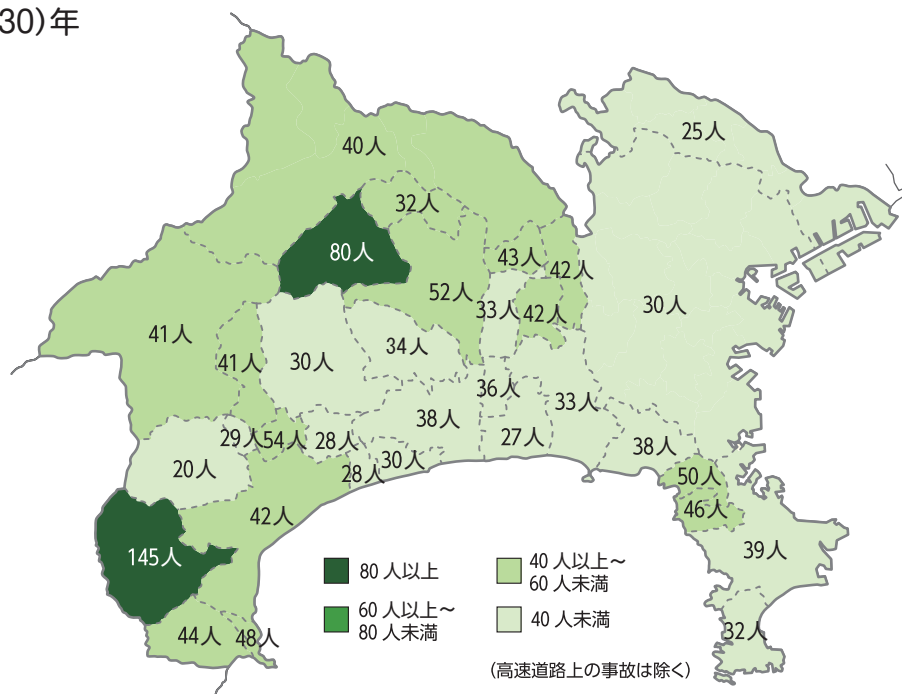 30)年
25人
40人
32人
80人
43人
42人
52人
33人
42人
30人
41人
41人
30人
34人
36人
33人
38人
27人
29人
54人
28人
38人
20人
28人
30人
50人
46人
42人
39人
145人
32人
44人
48人
80人以上
60人以上～
80人未満
40人以上～
60人未満
40人未満
(高速道路上の事故は除く)